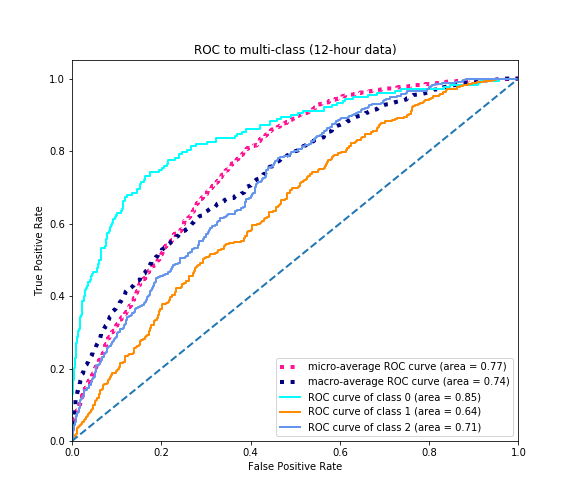 ROC to multi-class (12-hour data)
1.0
0.8
0.6
0.4
0.2
0.0
True Positive Rate
micro-average ROC curve (area = 0.77)
macro-average ROC curve (area = 0.74)
ROC curve of class 0 (area = 0.85)
ROC curve of class 1 (area = 0.64)
ROC curve of class 2 (area = 0.71)
0.0 0.2 0.4 0.6 0.8 1.0
False Positive Rate